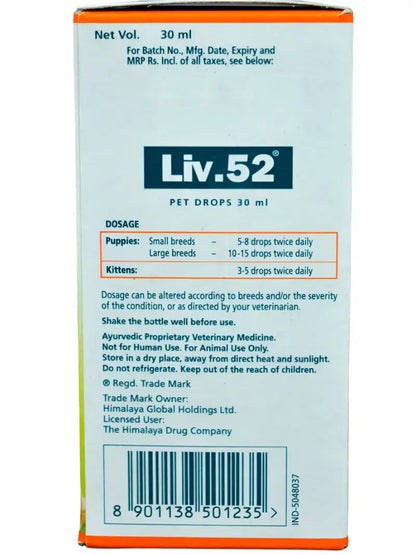 Net Vol. 30 ml
For Batch No., Mfg. Date, Expiry and
MRP Rs. Incl. of all taxes, see below:
Liv.52®
PET DROPS 30 ml
DOSAGE
Puppies: Small breeds – 5-8 drops twice daily
Large breeds – 10-15 drops twice daily
Kittens: 3-5 drops twice daily
Dosage can be altered according to breeds and/or the severity
of the condition, or as directed by your veterinarian.
Shake the bottle well before use.
Ayurvedic Proprietary Veterinary Medicine.
Not for Human Use. For Animal Use Only.
Store in a dry place, away from direct heat and sunlight.
Do not refrigerate. Keep out of the reach of children.
® Regd. Trade Mark
Trade Mark Owner:
Himalaya Global Holdings Ltd.
Licensed User:
The Himalaya Drug Company
8 901138 501235 >
IND-5048037